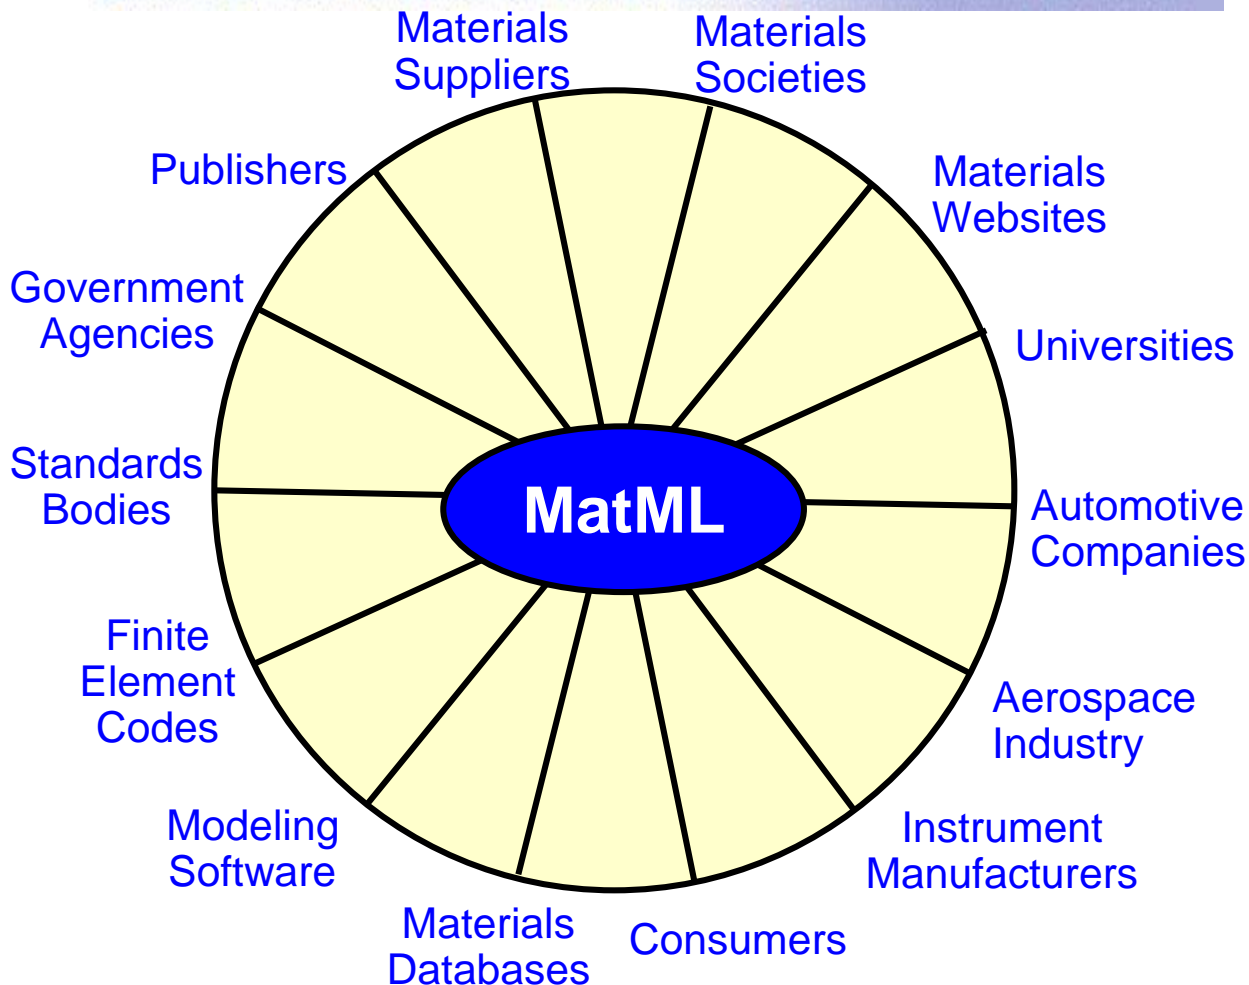 Materials
Suppliers
Materials
Societies
Publishers
Materials
Websites
Government
Agencies
Universities
Standards
Bodies
MatML
Automotive
Companies
Finite
Element
Codes
Aerospace
Industry
Modeling
Software
Instrument
Manufacturers
Materials
Databases
Consumers